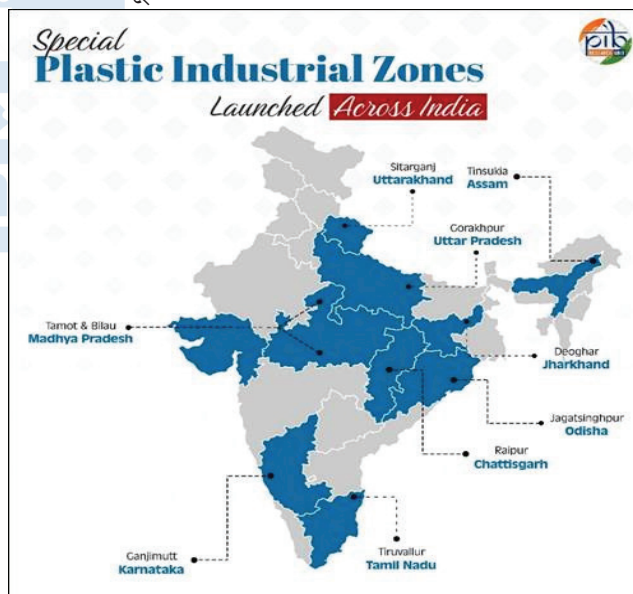 Special
Plastic Industrial Zones
Launched Across India
pib
Sitarganj
Uttarakhand
Tinsukia
Assam
Gorakhpur
Uttar Pradesh
Tamot & Bilau
Madhya Pradesh
Deoghar
Jharkhand
Jagatsinghpur
Odisha
Raipur
Chattisgarh
Ganjimutt
Karnataka
Tiruvallur
Tamil Nadu